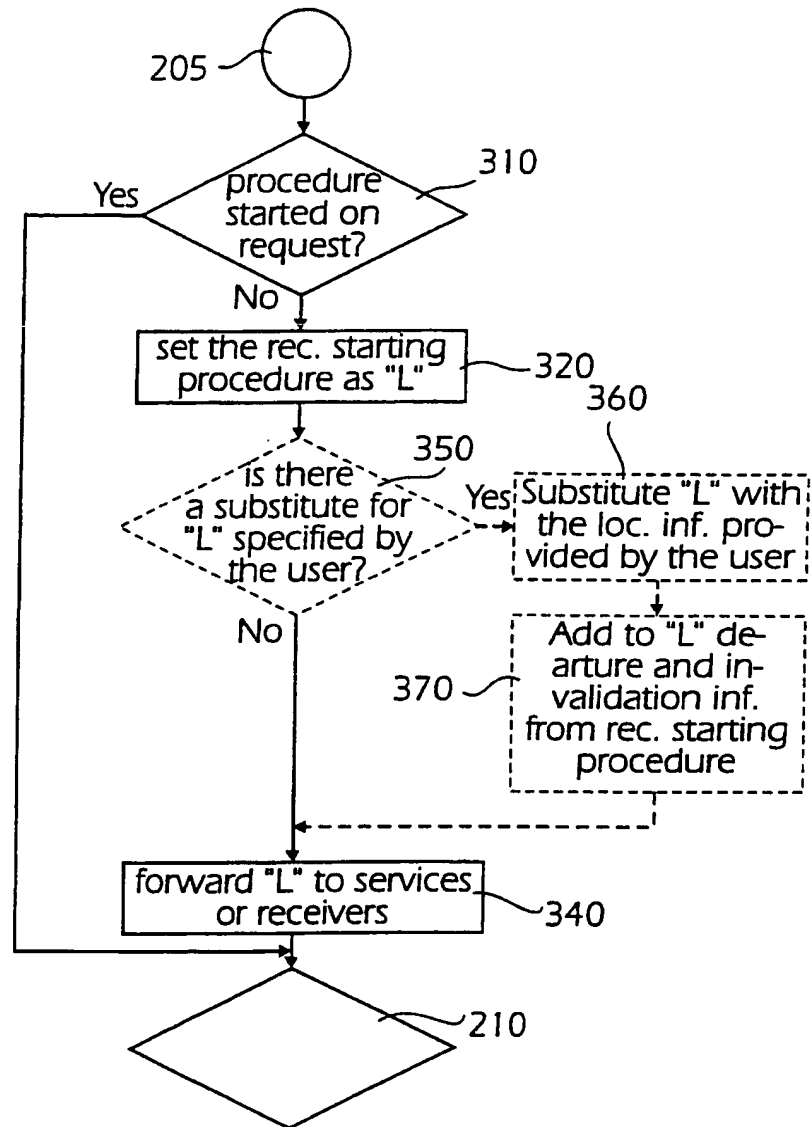 205
310
Yes
procedure
started on
request?
No
set the rec. starting
procedure as "L"
320
360
350
is there
a substitute for
"L" specified by
the user?
Yes
Substitute "L" with
the loc. inf. pro-
vided by the user
No
370
Add to "L" de-
arture and in-
validation inf.
from rec. starting
procedure
forward "L" to services
or receivers
340
210